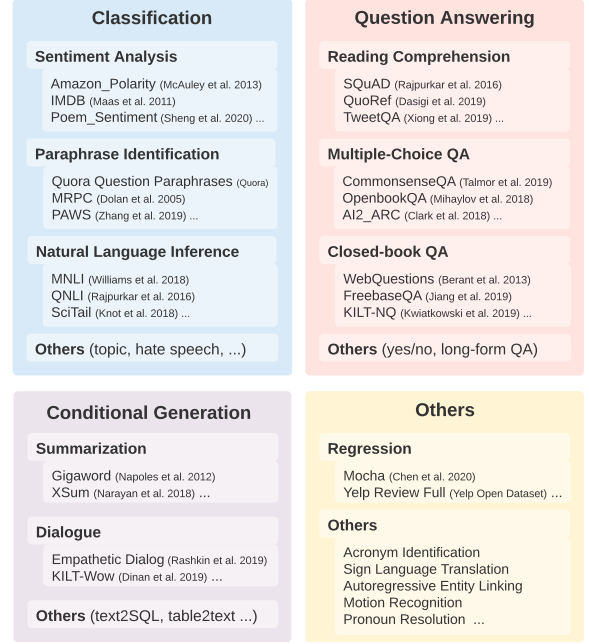 Classification
Sentiment Analysis
Amazon_Polarity (McAuley et al. 2013)
IMDB (Maas et al. 2011)
Poem_Sentiment (Sheng et al. 2020) ...
Paraphrase Identification
Quora Question Paraphrases (Quora)
MRPC (Dolan et al. 2005)
PAWS (Zhang et al. 2019) ...
Natural Language Inference
MNLI (Williams et al. 2018)
QNLI (Rajpurkar et al. 2016)
SciTail (Knot et al. 2018) ...
Others (topic, hate speech, ...)
Question Answering
Reading Comprehension
SQuAD (Rajpurkar et al. 2016)
QuoRef (Dasigi et al. 2019)
TweetQA (Xiong et al. 2019) ...
Multiple-Choice QA
CommonsenseQA (Talmor et al. 2019)
OpenbookQA (Mihaylov et al. 2018)
AI2_ARC (Clark et al. 2018) ...
Closed-book QA
WebQuestions (Berant et al. 2013)
FreebaseQA (Jiang et al. 2019)
KILT-NQ (Kwiatkowski et al. 2019) ...
Others (yes/no, long-form QA)
Conditional Generation
Summarization
Gigaword (Napoles et al. 2012)
XSum (Narayan et al. 2018) ...
Dialogue
Empathetic Dialog (Rashkin et al. 2019)
KILT-Wow (Dinan et al. 2019) ...
Others (text2SQL, table2text ...)
Others
Regression
Mocha (Chen et al. 2020)
Yelp Review Full (Yelp Open Dataset) ...
Others
Acronym Identification
Sign Language Translation
Autoregressive Entity Linking
Motion Recognition
Pronoun Resolution ...